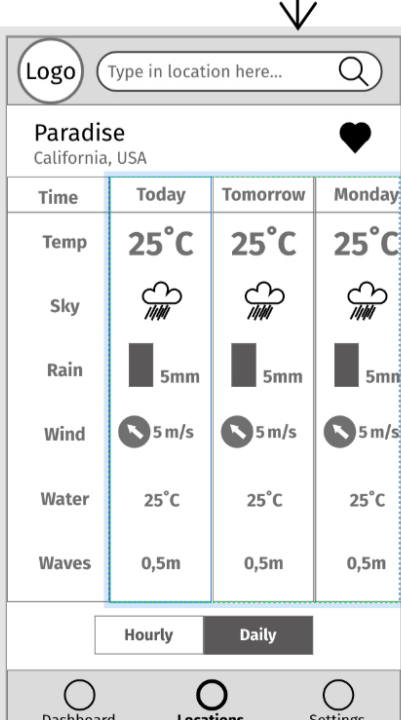 Logo
Type in location here...
Paradise
California, USA
Time Today Tomorrow Monday
Temp 25°C 25°C 25°C
Sky
Rain 5mm 5mm 5mm
Wind 5 m/s 5 m/s 5 m/s
Water 25°C 25°C 25°C
Waves 0,5m 0,5m 0,5m
Hourly Daily
Dashboard Locations Settings